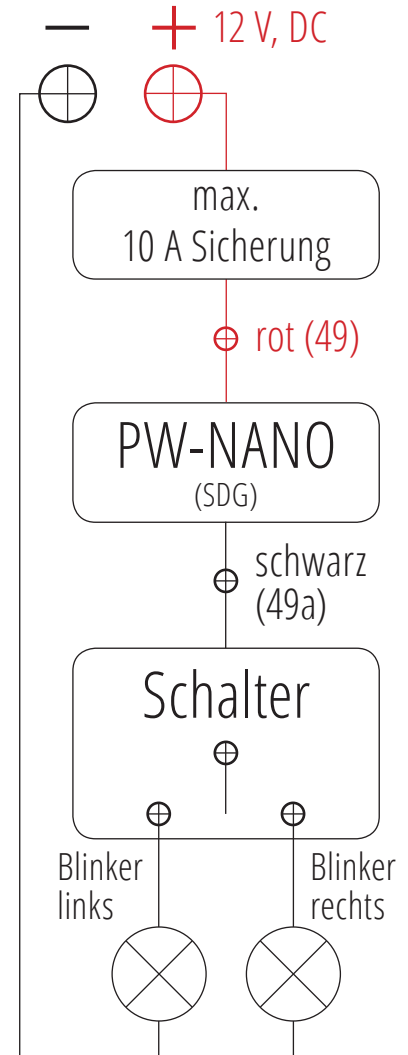 − + 12 V, DC
max.
10 A Sicherung
rot (49)
PW-NANO
(SDG)
schwarz
(49a)
Schalter
Blinker
links
Blinker
rechts